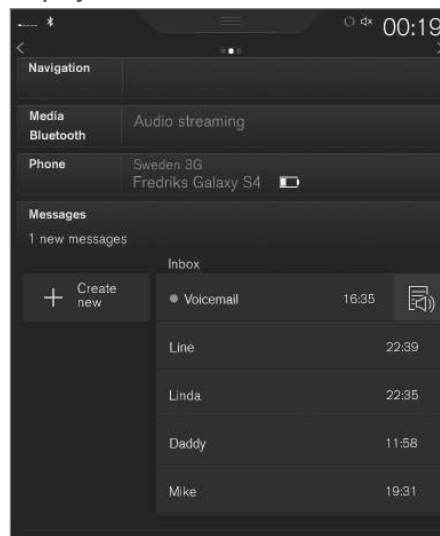 00:19
Navigation
Media
Bluetooth
Audio streaming
Phone
Sweden 3G
Fredriks Galaxy S4
Messages
1 new messages
Inbox
+ Create
new
Voicemail 16:35
Line 22:39
Linda 22:35
Daddy 11:58
Mike 19:31